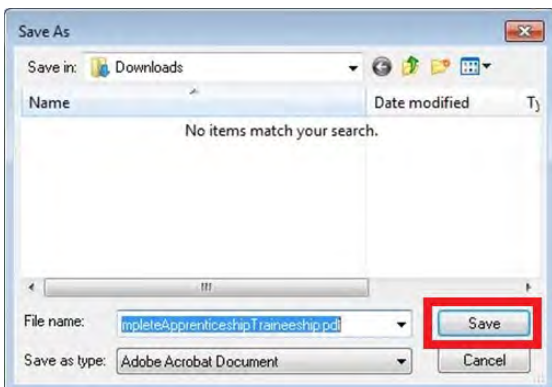 Save As
Save in: Downloads
Name Date modified Ty
No items match your search.
File name: mpleteApprenticeshipTraineeship.pdf Save
Save as type: Adobe Acrobat Document Cancel